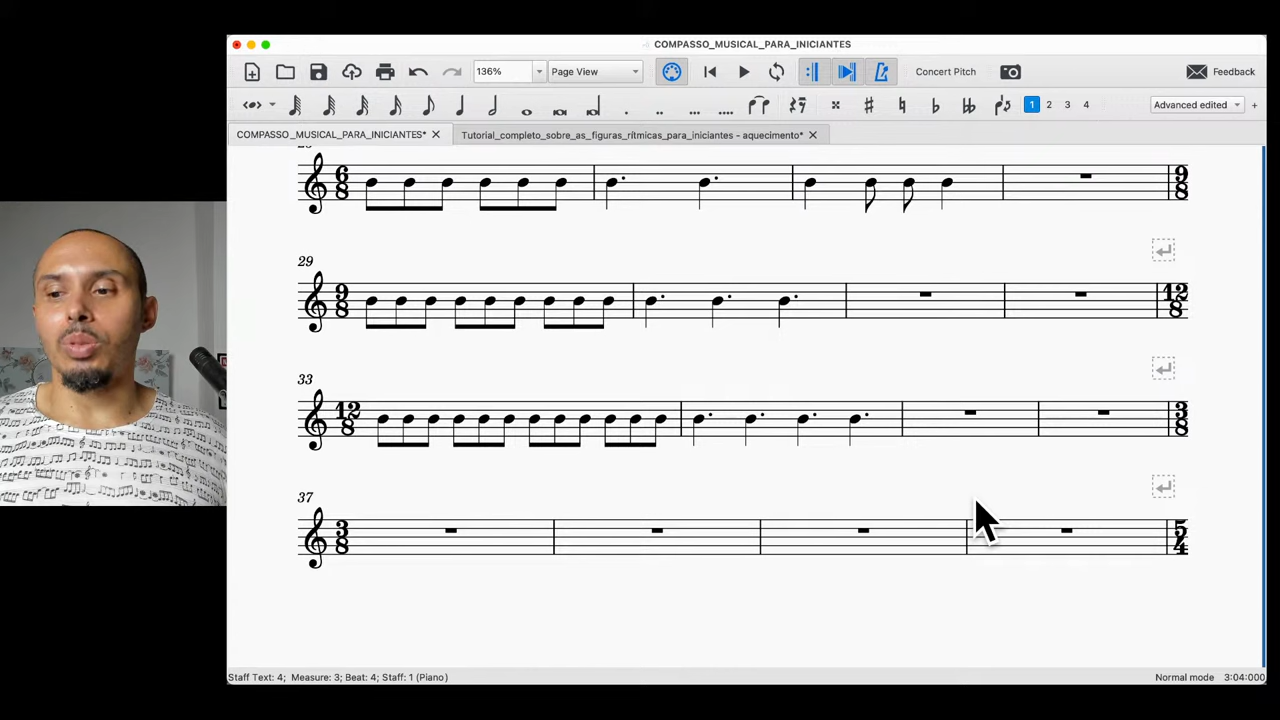 COMPASSO_MUSICAL_PARA_INICIANTES
136% Page View Concert Pitch Feedback
1 2 3 4 Advanced edited +
COMPASSO_MUSICAL_PARA_INICIANTES* Tutorial_completo_sobre_as_figuras_rítmicas_para_iniciantes - aquecimento*
6 9
8 8
29
9 12
8 8
33
12 3
8 8
37
3 5
8 4
Staff Text: 4; Measure: 3; Beat: 4; Staff: 1 (Piano) Normal mode 3:04:000